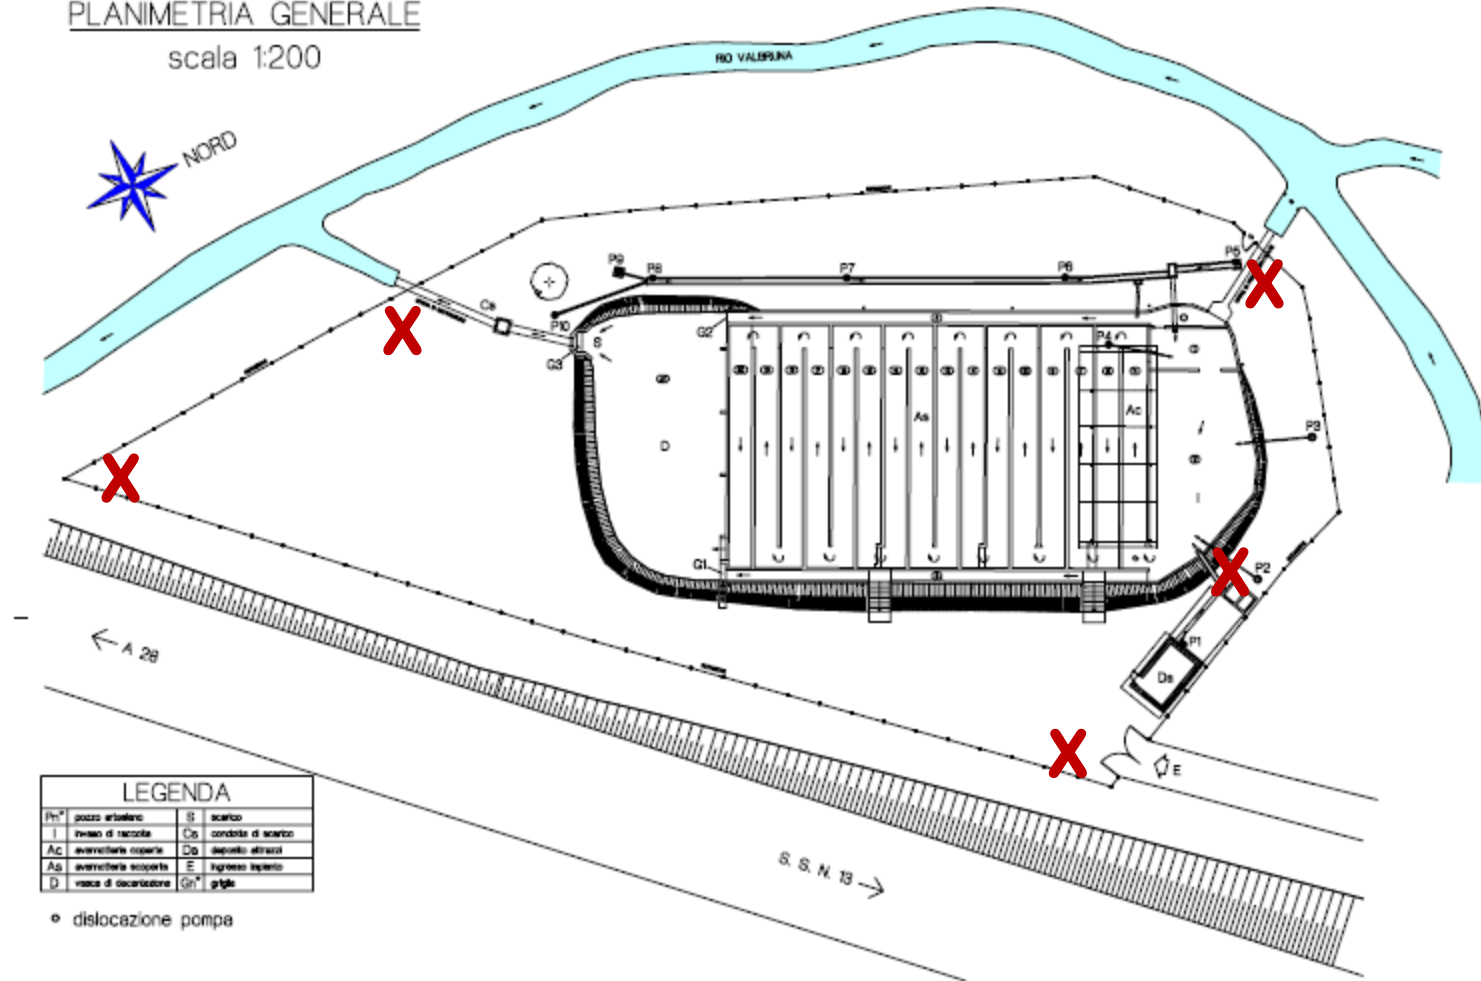 PLANIMETRIA GENERALE
scala 1:200
NORD
RIO VALBRUNA
P9
P8
P7
P6
P5
Cs
P10
G2
S
G3
P4
As
Ac
P3
D
G1
P2
P1
Da
E
A 28
S. S. N. 13
LEGENDA
Pn° pozzo artesiano S scarico
I invaso di raccolta Cs condotta di scarico
Ac avannotteria coperta Da deposito attrezzi
As avannotteria scoperta E ingresso impianto
D vasca di decantazione Gn° griglie
dislocazione pompa